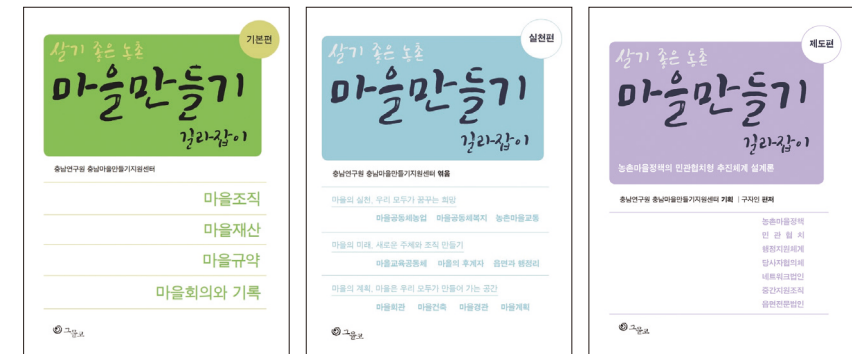 기본편
살기 좋은 농촌
마을만들기
길라잡이
충남연구원 충남마을만들기지원센터
마을조직
마을재산
마을규약
마을회의와 기록
그물코
실천편
살기 좋은 농촌
마을만들기
길라잡이
충남연구원 충남마을만들기지원센터 엮음
마을의 실천, 우리 모두가 꿈꾸는 희망
마을공동체농업 마을공동체복지 농촌마을교통
마을의 미래, 새로운 주체와 조직 만들기
마을교육공동체 마을의 후계자 읍면과 행정리
마을의 계획, 마을은 우리 모두가 만들어 가는 공간
마을회관 마을건축 마을경관 마을계획
그물코
제도편
살기 좋은 농촌
마을만들기
길라잡이
농촌마을정책의 민관협치형 추진체계 설계론
충남연구원 충남마을만들기지원센터 기획 | 구자인 편저
농촌마을정책
민 관 협 치
행정지원체계
당사자협의체
네트워크법인
중간지원조직
읍면전문법인
그물코